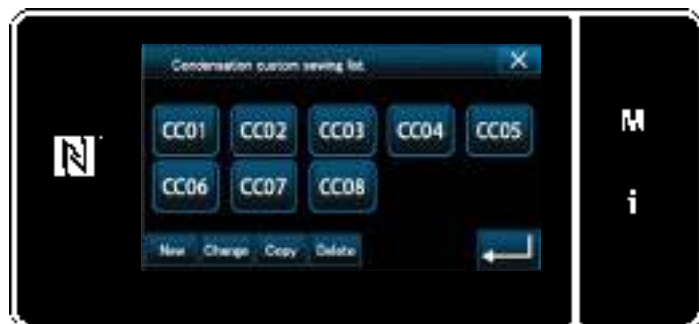 Condensation custom sewing list.
CC01 CC02 CC03 CC04 CC05
CC06 CC07 CC08
New Change Copy Delete
M
i